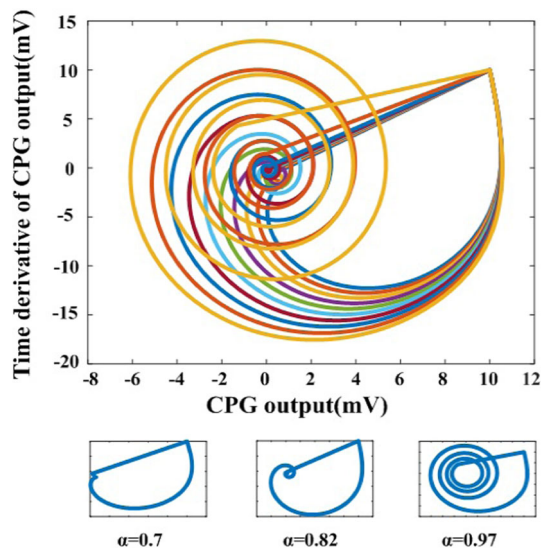 Time derivative of CPG output(mV)
15
10
5
0
-5
-10
-15
-20
-8 -6 -4 -2 0 2 4 6 8 10 12
CPG output(mV)
α=0.7 α=0.82 α=0.97